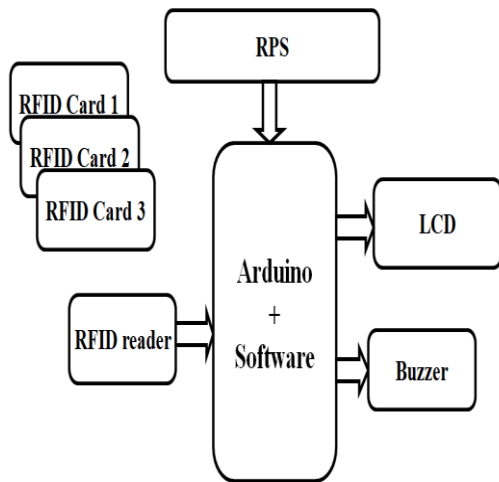 RPS
RFID Card 1
RFID Card 2
RFID Card 3
LCD
Arduino
+
Software
RFID reader
Buzzer